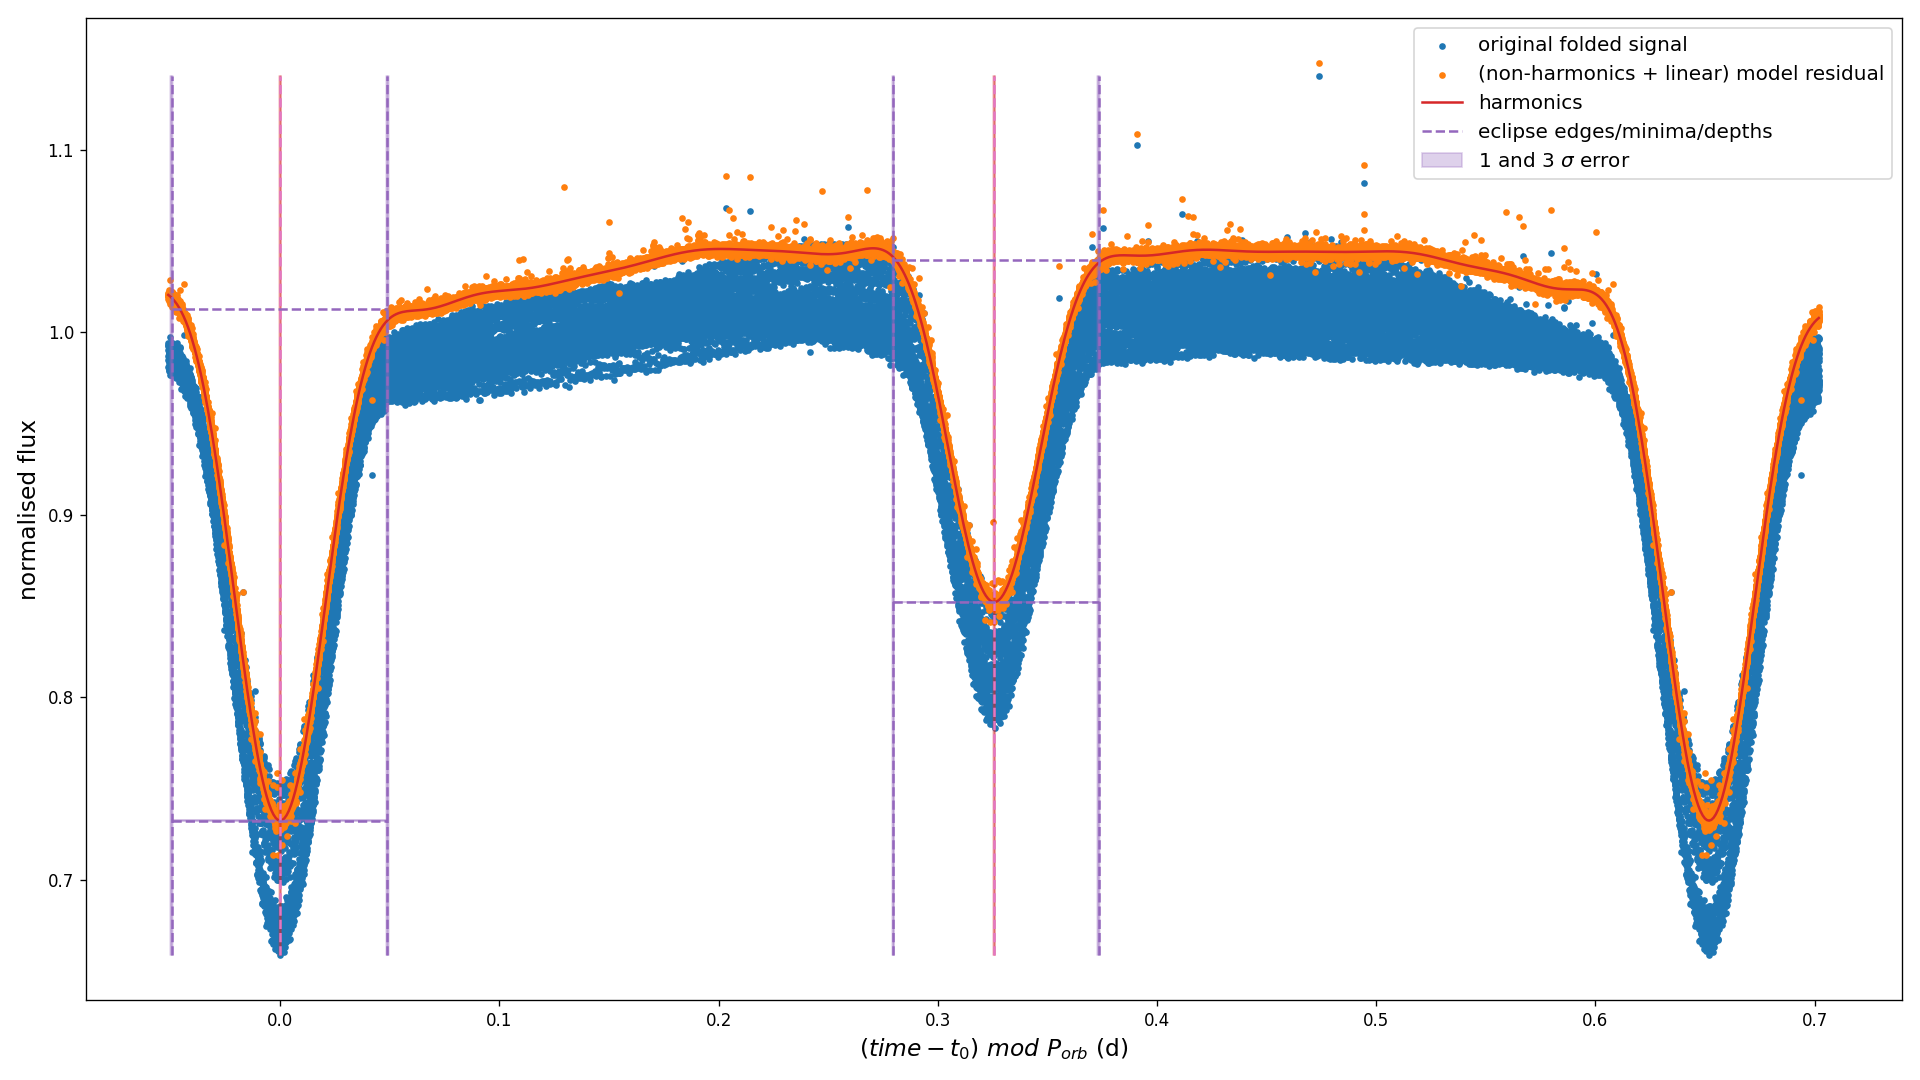 original folded signal
(non-harmonics + linear) model residual
harmonics
eclipse edges/minima/depths
1 and 3 σ error
normalised flux
1.1
1.0
0.9
0.8
0.7
0.0 0.1 0.2 0.3 0.4 0.5 0.6 0.7
(time − t₀) mod P_orb (d)